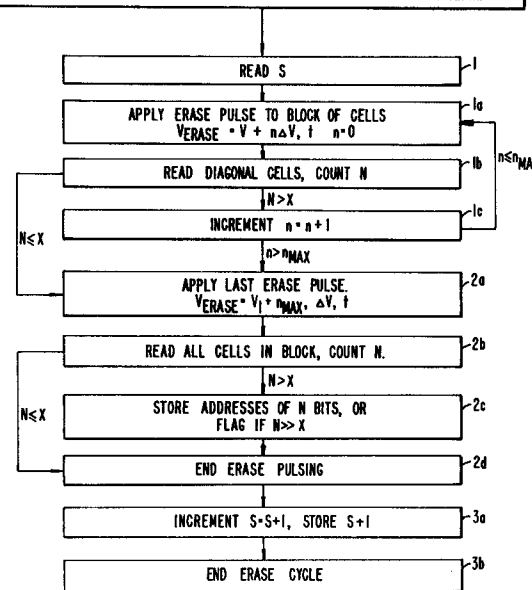 READ S
1
APPLY ERASE PULSE TO BLOCK OF CELLS
VERASE = V + n△V, t n=0
1a
n≤nMA
READ DIAGONAL CELLS, COUNT N
1b
N>X
INCREMENT n=n+1
1c
N≤X
n>nMAX
APPLY LAST ERASE PULSE.
VERASE = V1+ nMAX, △V, t
2a
READ ALL CELLS IN BLOCK, COUNT N.
2b
N>X
N≤X
STORE ADDRESSES OF N BITS, OR
FLAG IF N>>X
2c
END ERASE PULSING
2d
INCREMENT S=S+1, STORE S+1
3a
END ERASE CYCLE
3b